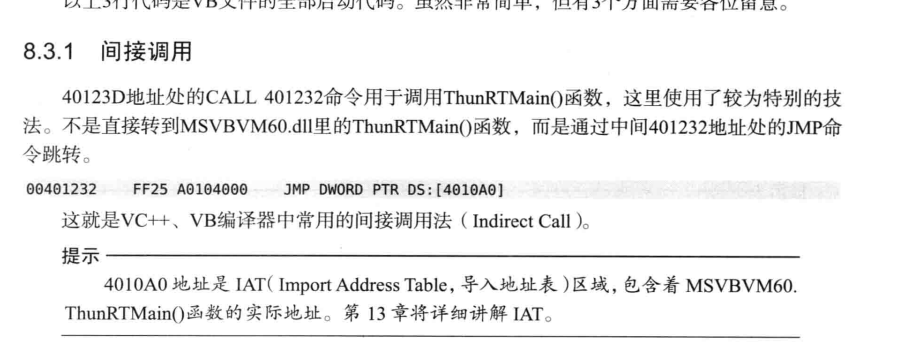 以上3行代码是VB文件的全部启动代码。虽然非常简单，但有3个方面需要各位留意。
8.3.1 间接调用
40123D地址处的CALL 401232命令用于调用ThunRTMain()函数，这里使用了较为特别的技
法。不是直接转到MSVBVM60.dll里的ThunRTMain()函数，而是通过中间401232地址处的JMP命
令跳转。
00401232 FF25 A0104000 JMP DWORD PTR DS:[4010A0]
这就是VC++、VB编译器中常用的间接调用法（Indirect Call）。
提示
4010A0 地址是 IAT（Import Address Table，导入地址表）区域，包含着 MSVBVM60.
ThunRTMain()函数的实际地址。第 13 章将详细讲解 IAT。